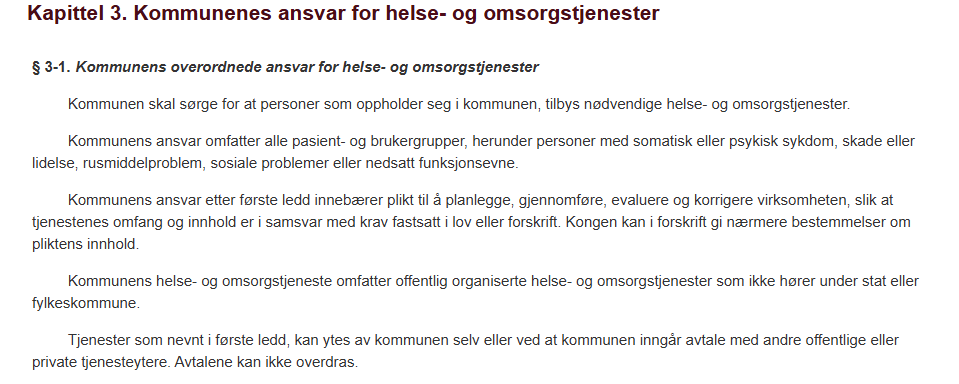 Kapittel 3. Kommunenes ansvar for helse- og omsorgstjenester
§ 3-1. Kommunens overordnede ansvar for helse- og omsorgstjenester
Kommunen skal sørge for at personer som oppholder seg i kommunen, tilbys nødvendige helse- og omsorgstjenester.
Kommunens ansvar omfatter alle pasient- og brukergrupper, herunder personer med somatisk eller psykisk sykdom, skade eller
lidelse, rusmiddelproblem, sosiale problemer eller nedsatt funksjonsevne.
Kommunens ansvar etter første ledd innebærer plikt til å planlegge, gjennomføre, evaluere og korrigere virksomheten, slik at
tjenestenes omfang og innhold er i samsvar med krav fastsatt i lov eller forskrift. Kongen kan i forskrift gi nærmere bestemmelser om
pliktens innhold.
Kommunens helse- og omsorgstjeneste omfatter offentlig organiserte helse- og omsorgstjenester som ikke hører under stat eller
fylkeskommune.
Tjenester som nevnt i første ledd, kan ytes av kommunen selv eller ved at kommunen inngår avtale med andre offentlige eller
private tjenesteytere. Avtalene kan ikke overdras.